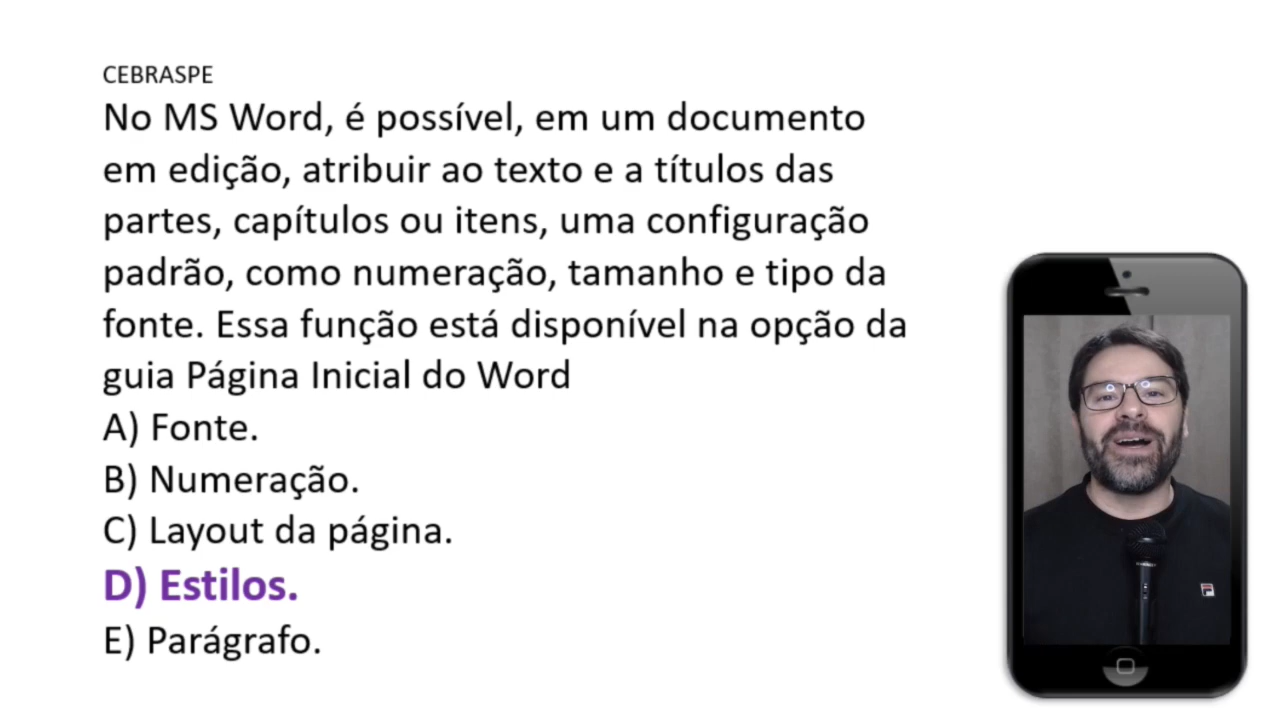 CEBRASPE
No MS Word, é possível, em um documento
em edição, atribuir ao texto e a títulos das
partes, capítulos ou itens, uma configuração
padrão, como numeração, tamanho e tipo da
fonte. Essa função está disponível na opção da
guia Página Inicial do Word
A) Fonte.
B) Numeração.
C) Layout da página.
D) Estilos.
E) Parágrafo.